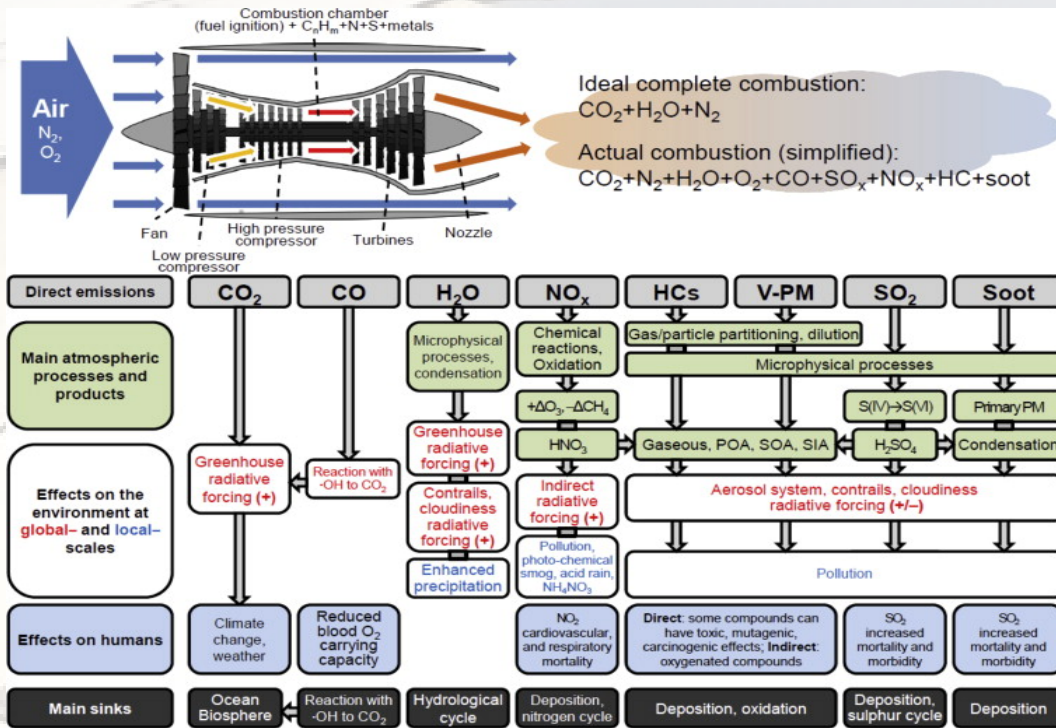 Combustion chamber
(fuel ignition) + CₙHₘ+N+S+metals
Air
N₂,
O₂
Fan
Low pressure
compressor
High pressure
compressor
Turbines
Nozzle
Ideal complete combustion:
CO₂+H₂O+N₂
Actual combustion (simplified):
CO₂+N₂+H₂O+O₂+CO+SOₓ+NOₓ+HC+soot
Direct emissions
CO₂
CO
H₂O
NOₓ
HCs
V-PM
SO₂
Soot
Main atmospheric
processes and
products
Microphysical
processes,
condensation
Chemical
reactions,
Oxidation
Gas/particle partitioning, dilution
Microphysical processes
+ΔO₃,−ΔCH₄
S(IV)→S(VI)
Primary PM
HNO₃
Gaseous, POA, SOA, SIA
H₂SO₄
Condensation
Effects on the
environment at
global– and local–
scales
Greenhouse
radiative
forcing (+)
Reaction with
-OH to CO₂
Greenhouse
radiative
forcing (+)
Contrails,
cloudiness
radiative
forcing (+)
Enhanced
precipitation
Indirect
radiative
forcing (+)
Pollution,
photo-chemical
smog, acid rain,
NH₄NO₃
Aerosol system, contrails, cloudiness
radiative forcing (+/–)
Pollution
Effects on humans
Climate
change,
weather
Reduced
blood O₂
carrying
capacity
NO₂
cardiovascular,
and respiratory
mortality
Direct: some compounds can
have toxic, mutagenic,
carcinogenic effects; Indirect:
oxygenated compounds
SO₂
increased
mortality and
morbidity
SO₂
increased
mortality and
morbidity
Main sinks
Ocean
Biosphere
Reaction with
-OH to CO₂
Hydrological
cycle
Deposition,
nitrogen cycle
Deposition, oxidation
Deposition,
sulphur cycle
Deposition